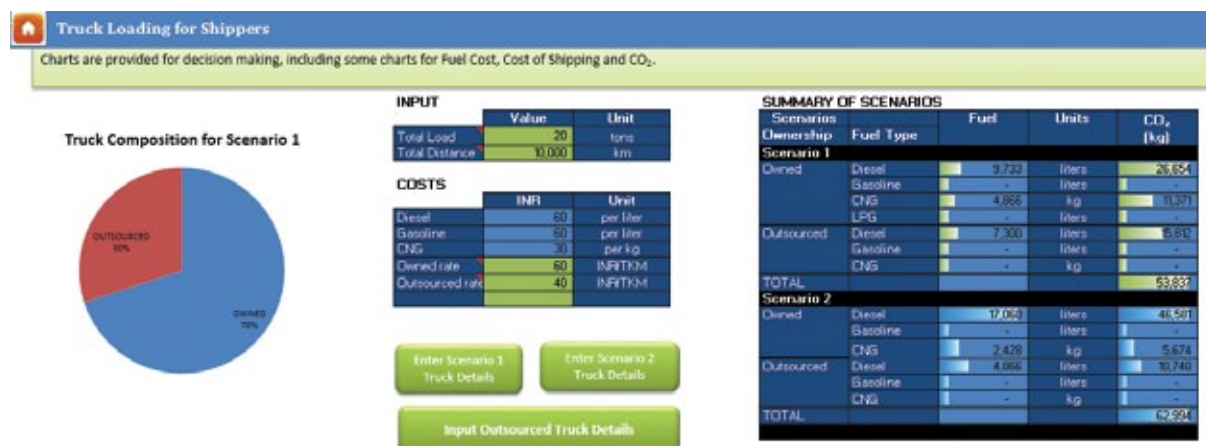 Truck Loading for Shippers
Charts are provided for decision making, including some charts for Fuel Cost, Cost of Shipping and CO₂.
Truck Composition for Scenario 1
OUTSOURCED
30%
OWNED
70%
INPUT
Value Unit
Total Load 20 tons
Total Distance 10,000 km
COSTS
INR Unit
Diesel 60 per liter
Gasoline 60 per liter
CNG 30 per kg
Owned rate 60 INR/TKM
Outsourced rate 40 INR/TKM
Enter Scenario 1
Truck Details
Enter Scenario 2
Truck Details
Input Outsourced Truck Details
SUMMARY OF SCENARIOS
Scenarios Fuel Units CO₂
Ownership Fuel Type (kg)
Scenario 1
Owned Diesel 9,733 liters 26,654
Gasoline - liters -
CNG 4,866 kg 11,371
LPG - liters -
Outsourced Diesel 7,300 liters 15,812
Gasoline - liters -
CNG - kg -
TOTAL 53,837
Scenario 2
Owned Diesel 17,060 liters 46,581
Gasoline - liters -
CNG 2,428 kg 5,674
Outsourced Diesel 4,866 liters 10,740
Gasoline - liters -
CNG - kg -
TOTAL 62,994